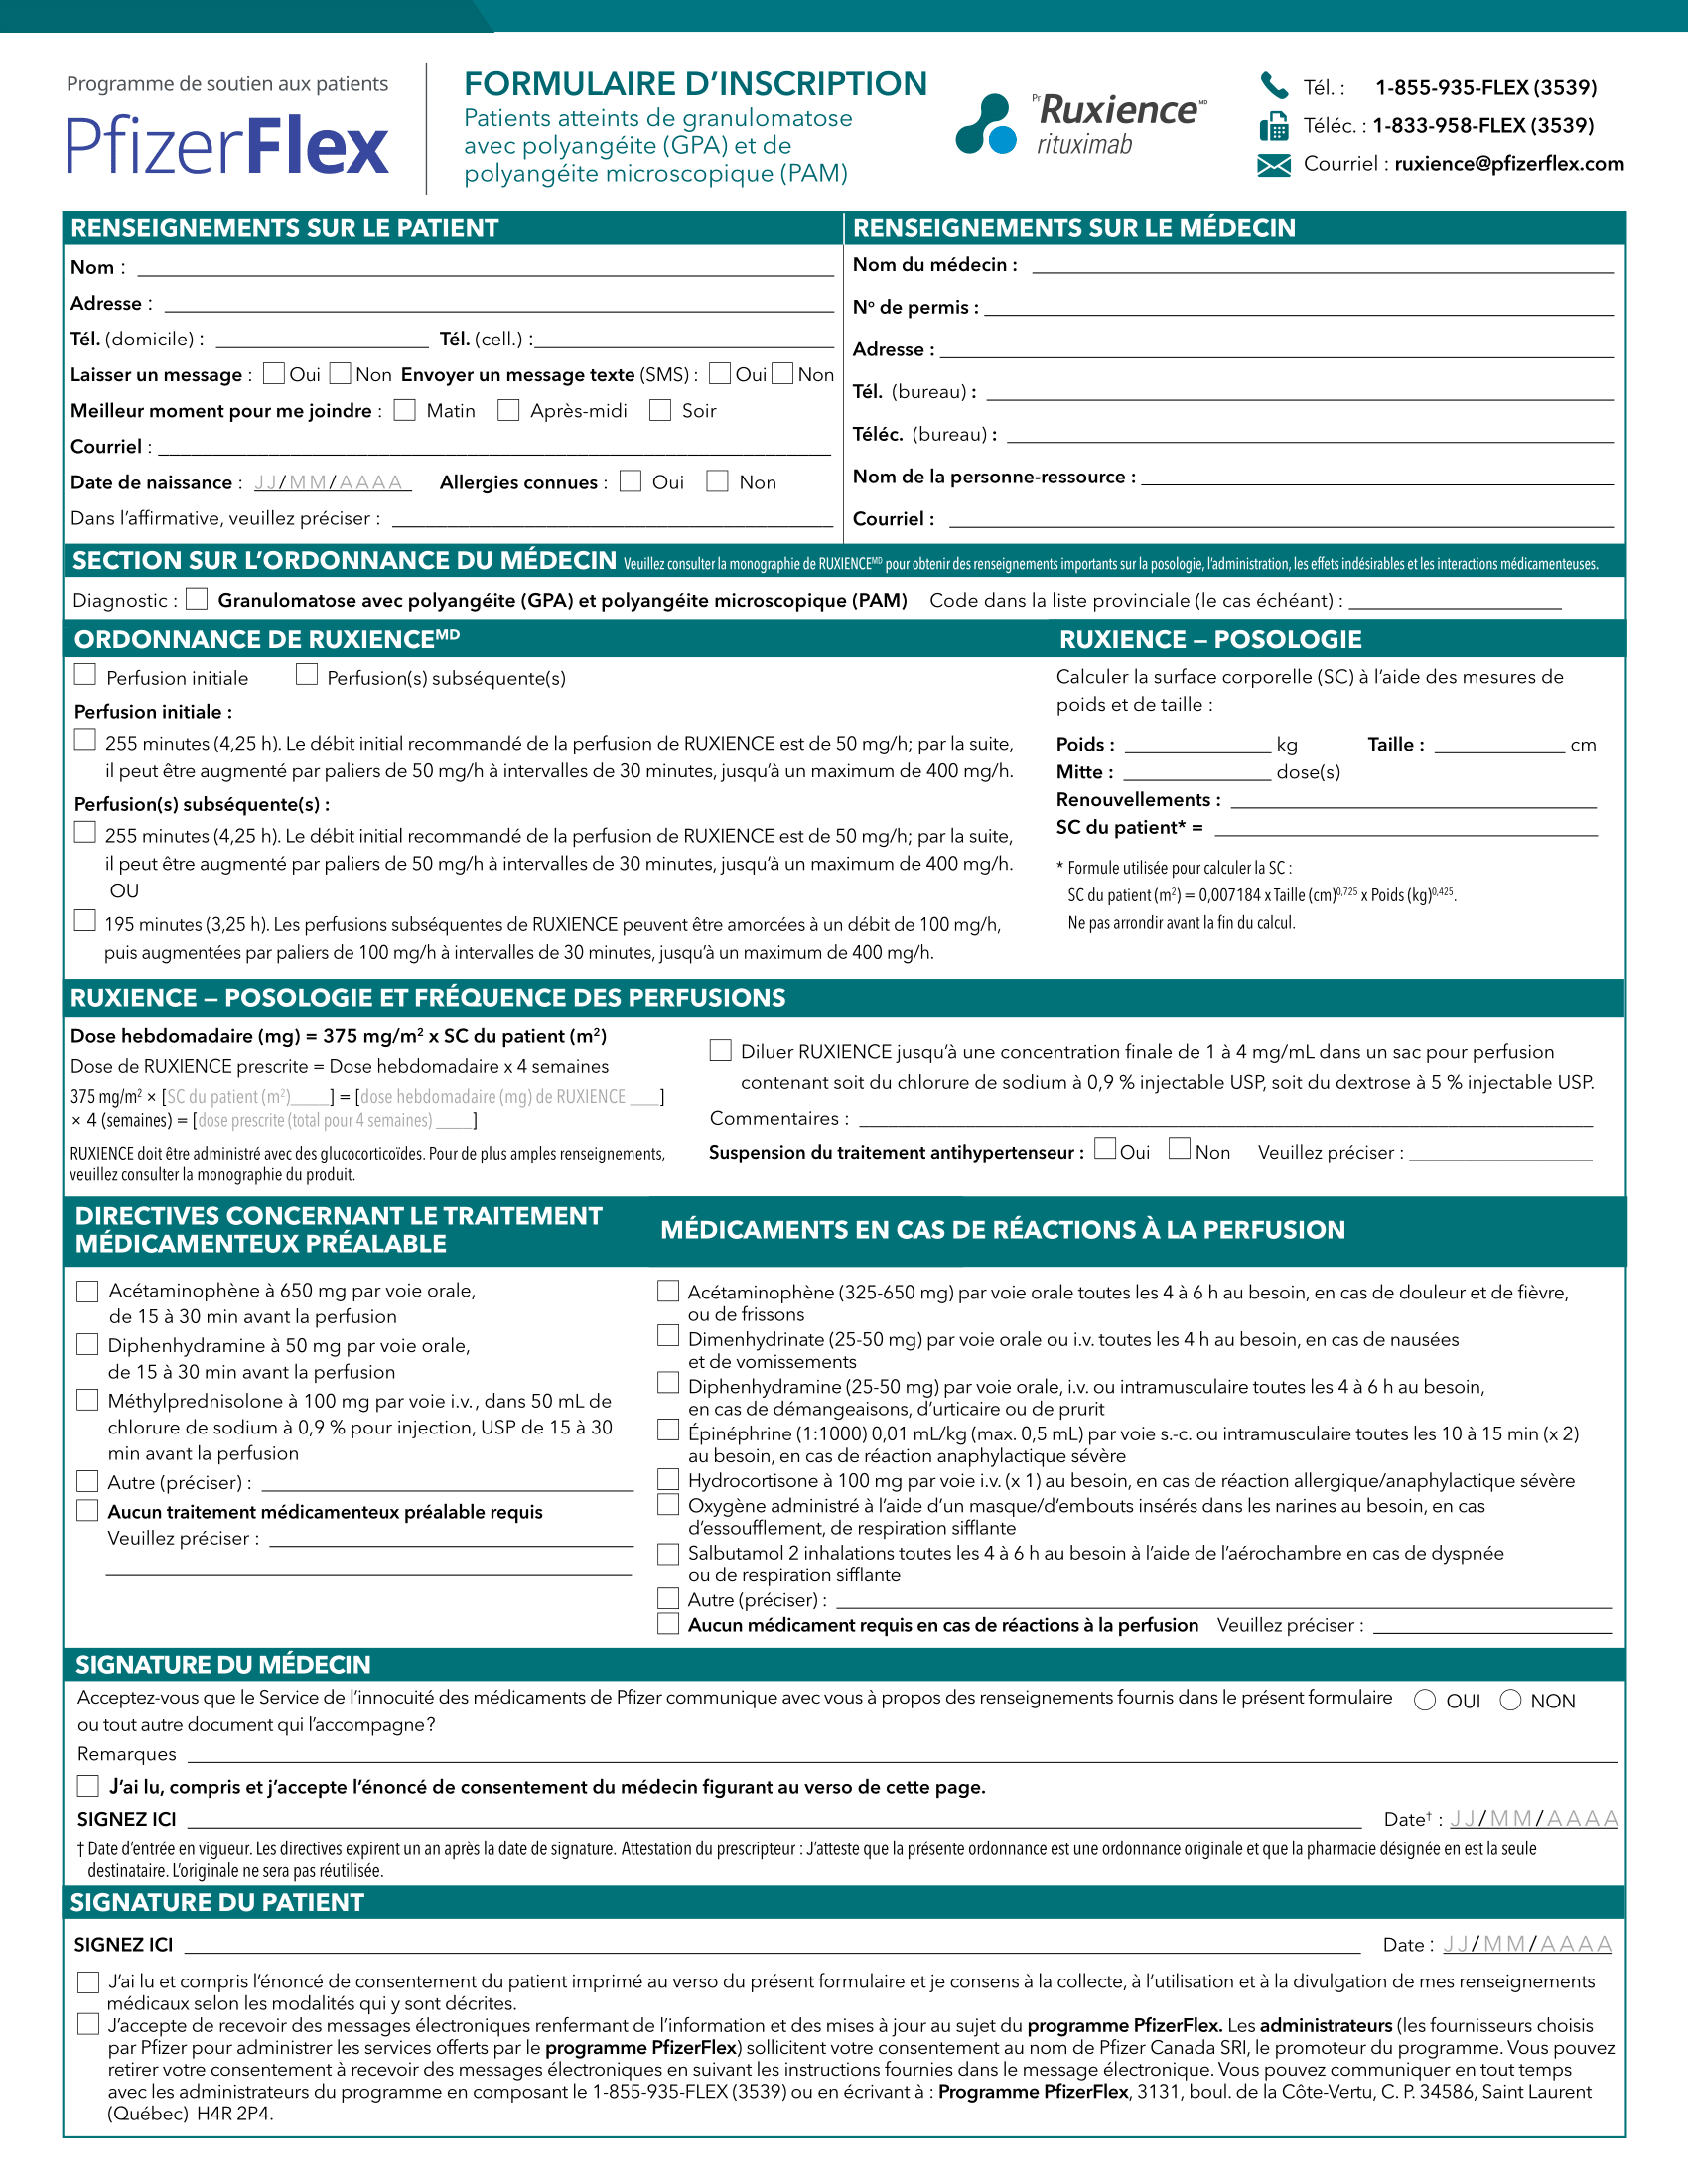 Programme de soutien aux patients
PfizerFlex
FORMULAIRE D'INSCRIPTION
Patients atteints de granulomatose
avec polyangéite (GPA) et de
polyangéite microscopique (PAM)
Pr Ruxience MD
rituximab
Tél. : 1-855-935-FLEX (3539)
Téléc. : 1-833-958-FLEX (3539)
Courriel : ruxience@pfizerflex.com
RENSEIGNEMENTS SUR LE PATIENT
Nom :
Adresse :
Tél. (domicile) : Tél. (cell.) :
Laisser un message : Oui Non Envoyer un message texte (SMS) : Oui Non
Meilleur moment pour me joindre : Matin Après-midi Soir
Courriel :
Date de naissance : JJ/MM/AAAA Allergies connues : Oui Non
Dans l'affirmative, veuillez préciser :
RENSEIGNEMENTS SUR LE MÉDECIN
Nom du médecin :
Nº de permis :
Adresse :
Tél. (bureau) :
Téléc. (bureau) :
Nom de la personne-ressource :
Courriel :
SECTION SUR L'ORDONNANCE DU MÉDECIN Veuillez consulter la monographie de RUXIENCE^MD pour obtenir des renseignements importants sur la posologie, l'administration, les effets indésirables et les interactions médicamenteuses.
Diagnostic : Granulomatose avec polyangéite (GPA) et polyangéite microscopique (PAM) Code dans la liste provinciale (le cas échéant) :
ORDONNANCE DE RUXIENCE^MD
Perfusion initiale Perfusion(s) subséquente(s)
Perfusion initiale :
255 minutes (4,25 h). Le débit initial recommandé de la perfusion de RUXIENCE est de 50 mg/h; par la suite,
il peut être augmenté par paliers de 50 mg/h à intervalles de 30 minutes, jusqu'à un maximum de 400 mg/h.
Perfusion(s) subséquente(s) :
255 minutes (4,25 h). Le débit initial recommandé de la perfusion de RUXIENCE est de 50 mg/h; par la suite,
il peut être augmenté par paliers de 50 mg/h à intervalles de 30 minutes, jusqu'à un maximum de 400 mg/h.
OU
195 minutes (3,25 h). Les perfusions subséquentes de RUXIENCE peuvent être amorcées à un débit de 100 mg/h,
puis augmentées par paliers de 100 mg/h à intervalles de 30 minutes, jusqu'à un maximum de 400 mg/h.
RUXIENCE – POSOLOGIE
Calculer la surface corporelle (SC) à l'aide des mesures de
poids et de taille :
Poids : kg Taille : cm
Mitte : dose(s)
Renouvellements :
SC du patient* =
* Formule utilisée pour calculer la SC :
SC du patient (m²) = 0,007184 x Taille (cm)^0,725 x Poids (kg)^0,425.
Ne pas arrondir avant la fin du calcul.
RUXIENCE – POSOLOGIE ET FRÉQUENCE DES PERFUSIONS
Dose hebdomadaire (mg) = 375 mg/m² x SC du patient (m²)
Dose de RUXIENCE prescrite = Dose hebdomadaire x 4 semaines
375 mg/m² × [SC du patient (m²)____] = [dose hebdomadaire (mg) de RUXIENCE ___]
× 4 (semaines) = [dose prescrite (total pour 4 semaines) ____]
RUXIENCE doit être administré avec des glucocorticoïdes. Pour de plus amples renseignements,
veuillez consulter la monographie du produit.
Diluer RUXIENCE jusqu'à une concentration finale de 1 à 4 mg/mL dans un sac pour perfusion
contenant soit du chlorure de sodium à 0,9 % injectable USP, soit du dextrose à 5 % injectable USP.
Commentaires :
Suspension du traitement antihypertenseur : Oui Non Veuillez préciser :
DIRECTIVES CONCERNANT LE TRAITEMENT
MÉDICAMENTEUX PRÉALABLE
Acétaminophène à 650 mg par voie orale,
de 15 à 30 min avant la perfusion
Diphenhydramine à 50 mg par voie orale,
de 15 à 30 min avant la perfusion
Méthylprednisolone à 100 mg par voie i.v., dans 50 mL de
chlorure de sodium à 0,9 % pour injection, USP de 15 à 30
min avant la perfusion
Autre (préciser) :
Aucun traitement médicamenteux préalable requis
Veuillez préciser :
MÉDICAMENTS EN CAS DE RÉACTIONS À LA PERFUSION
Acétaminophène (325-650 mg) par voie orale toutes les 4 à 6 h au besoin, en cas de douleur et de fièvre,
ou de frissons
Dimenhydrinate (25-50 mg) par voie orale ou i.v. toutes les 4 h au besoin, en cas de nausées
et de vomissements
Diphenhydramine (25-50 mg) par voie orale, i.v. ou intramusculaire toutes les 4 à 6 h au besoin,
en cas de démangeaisons, d'urticaire ou de prurit
Épinéphrine (1:1000) 0,01 mL/kg (max. 0,5 mL) par voie s.-c. ou intramusculaire toutes les 10 à 15 min (x 2)
au besoin, en cas de réaction anaphylactique sévère
Hydrocortisone à 100 mg par voie i.v. (x 1) au besoin, en cas de réaction allergique/anaphylactique sévère
Oxygène administré à l'aide d'un masque/d'embouts insérés dans les narines au besoin, en cas
d'essoufflement, de respiration sifflante
Salbutamol 2 inhalations toutes les 4 à 6 h au besoin à l'aide de l'aérochambre en cas de dyspnée
ou de respiration sifflante
Autre (préciser) :
Aucun médicament requis en cas de réactions à la perfusion Veuillez préciser :
SIGNATURE DU MÉDECIN
Acceptez-vous que le Service de l'innocuité des médicaments de Pfizer communique avec vous à propos des renseignements fournis dans le présent formulaire OUI NON
ou tout autre document qui l'accompagne?
Remarques
J'ai lu, compris et j'accepte l'énoncé de consentement du médecin figurant au verso de cette page.
SIGNEZ ICI Date† : JJ/MM/AAAA
† Date d'entrée en vigueur. Les directives expirent un an après la date de signature. Attestation du prescripteur : J'atteste que la présente ordonnance est une ordonnance originale et que la pharmacie désignée en est la seule
destinataire. L'originale ne sera pas réutilisée.
SIGNATURE DU PATIENT
SIGNEZ ICI Date : JJ/MM/AAAA
J'ai lu et compris l'énoncé de consentement du patient imprimé au verso du présent formulaire et je consens à la collecte, à l'utilisation et à la divulgation de mes renseignements
médicaux selon les modalités qui y sont décrites.
J'accepte de recevoir des messages électroniques renfermant de l'information et des mises à jour au sujet du programme PfizerFlex. Les administrateurs (les fournisseurs choisis
par Pfizer pour administrer les services offerts par le programme PfizerFlex) sollicitent votre consentement au nom de Pfizer Canada SRI, le promoteur du programme. Vous pouvez
retirer votre consentement à recevoir des messages électroniques en suivant les instructions fournies dans le message électronique. Vous pouvez communiquer en tout temps
avec les administrateurs du programme en composant le 1-855-935-FLEX (3539) ou en écrivant à : Programme PfizerFlex, 3131, boul. de la Côte-Vertu, C. P. 34586, Saint Laurent
(Québec) H4R 2P4.